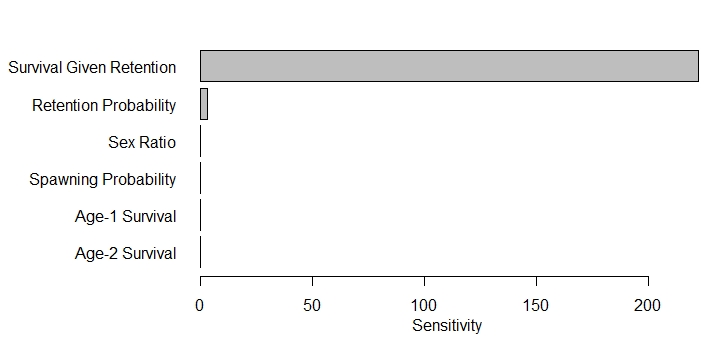 Survival Given Retention
Retention Probability
Sex Ratio
Spawning Probability
Age-1 Survival
Age-2 Survival
0 50 100 150 200
Sensitivity